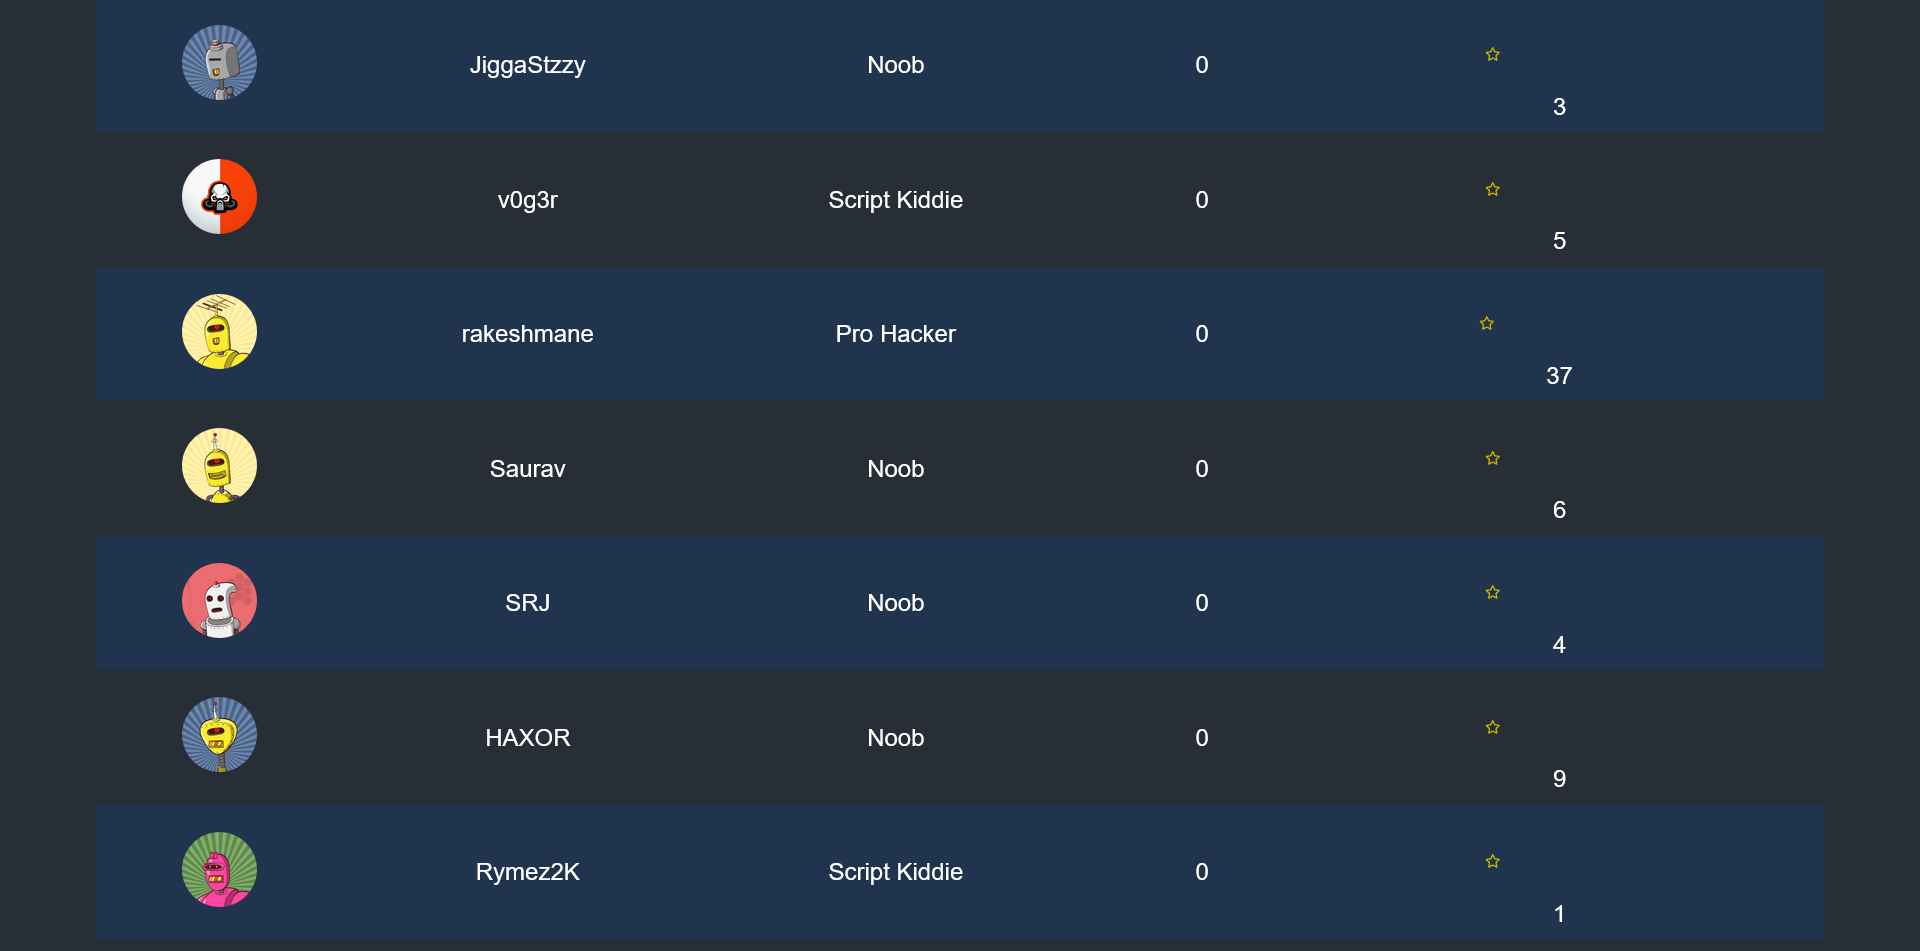 JiggaStzzy Noob 0
3
v0g3r Script Kiddie 0
5
rakeshmane Pro Hacker 0
37
Saurav Noob 0
6
SRJ Noob 0
4
HAXOR Noob 0
9
Rymez2K Script Kiddie 0
1